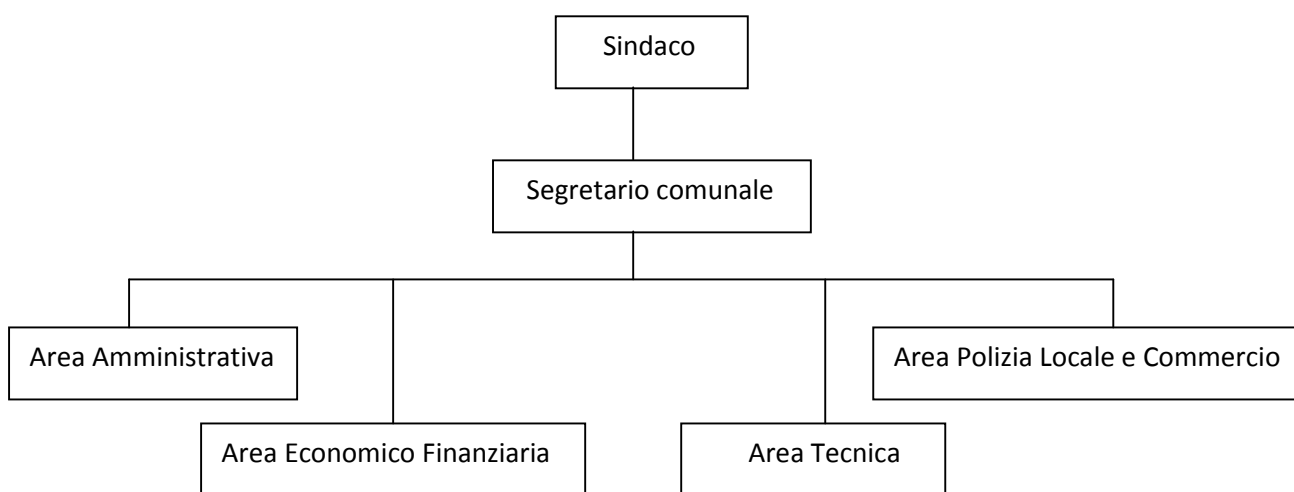 Sindaco
Segretario comunale
Area Amministrativa
Area Polizia Locale e Commercio
Area Economico Finanziaria
Area Tecnica